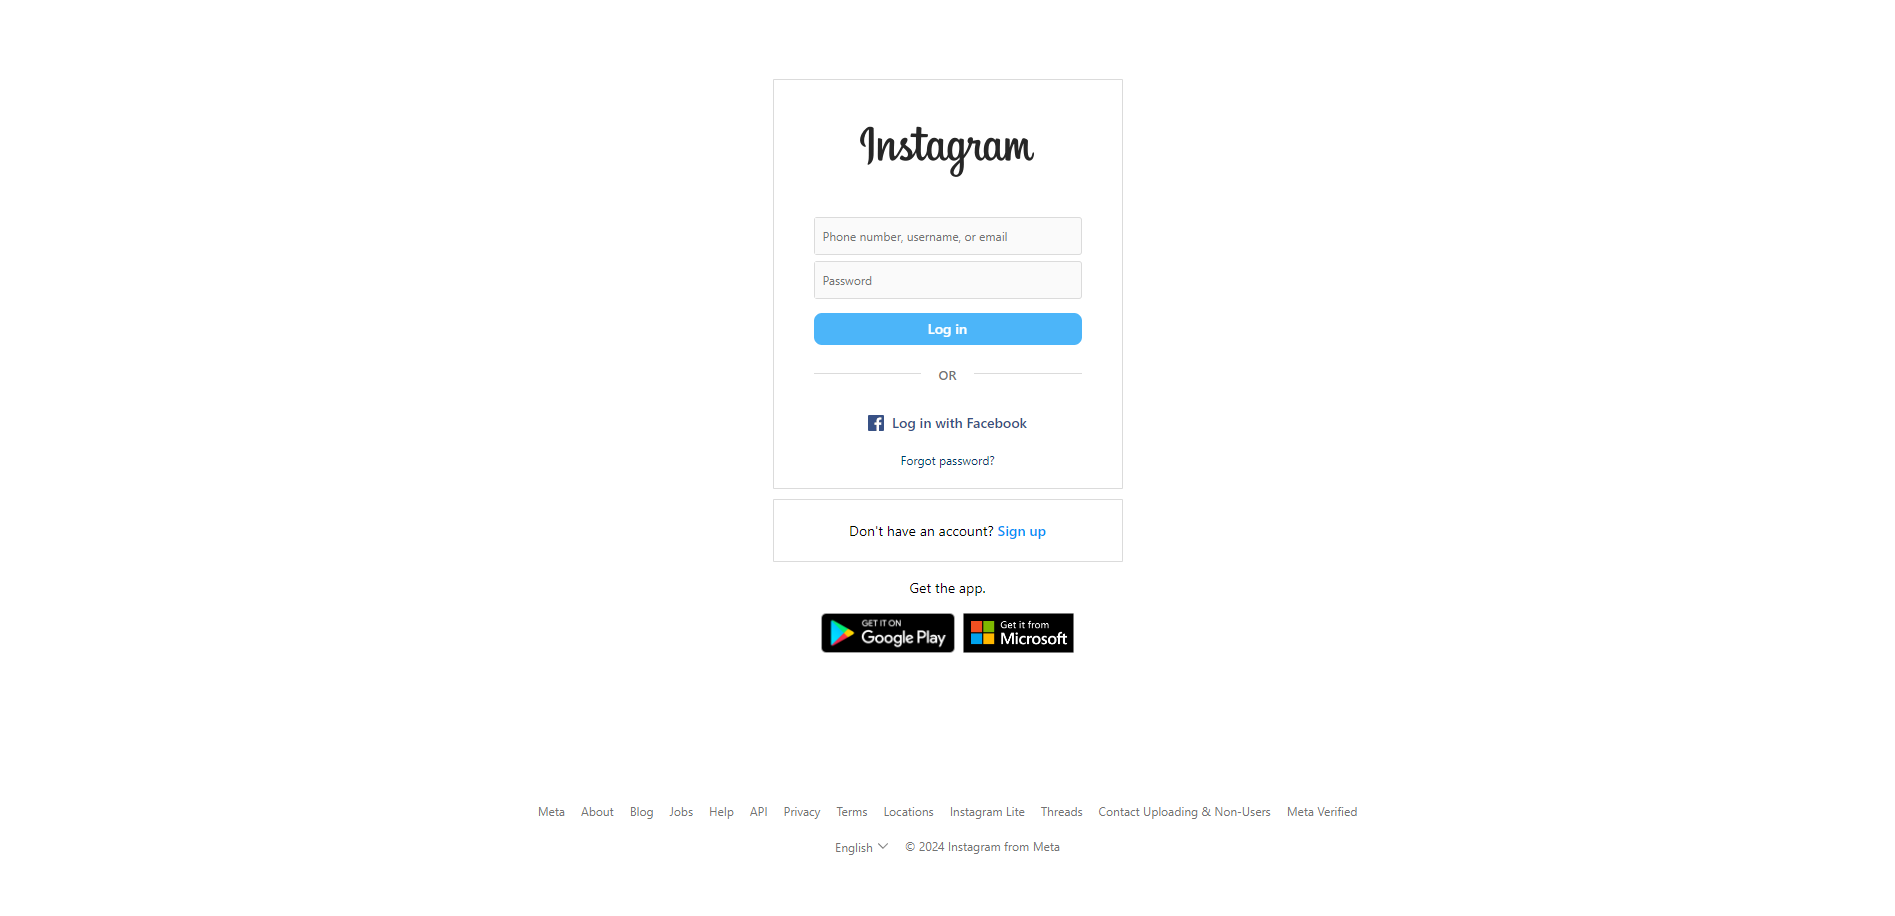 Instagram
Phone number, username, or email
Password
Log in
OR
Log in with Facebook
Forgot password?
Don't have an account? Sign up
Get the app.
GET IT ON
Google Play
Get it from
Microsoft
Meta About Blog Jobs Help API Privacy Terms Locations Instagram Lite Threads Contact Uploading & Non-Users Meta Verified
English © 2024 Instagram from Meta